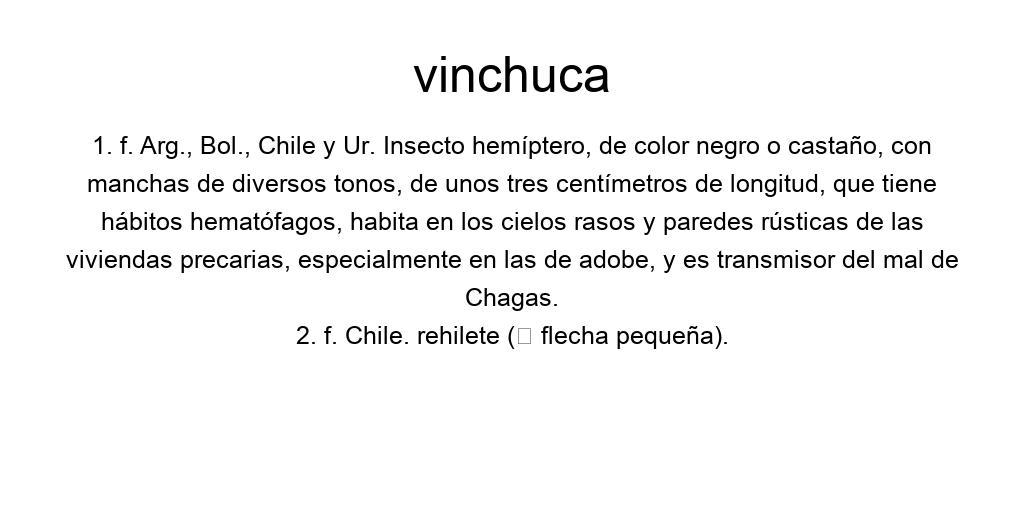 vinchuca
1. f. Arg., Bol., Chile y Ur. Insecto hemíptero, de color negro o castaño, con
manchas de diversos tonos, de unos tres centímetros de longitud, que tiene
hábitos hematófagos, habita en los cielos rasos y paredes rústicas de las
viviendas precarias, especialmente en las de adobe, y es transmisor del mal de
Chagas.
2. f. Chile. rehilete (▯ flecha pequeña).